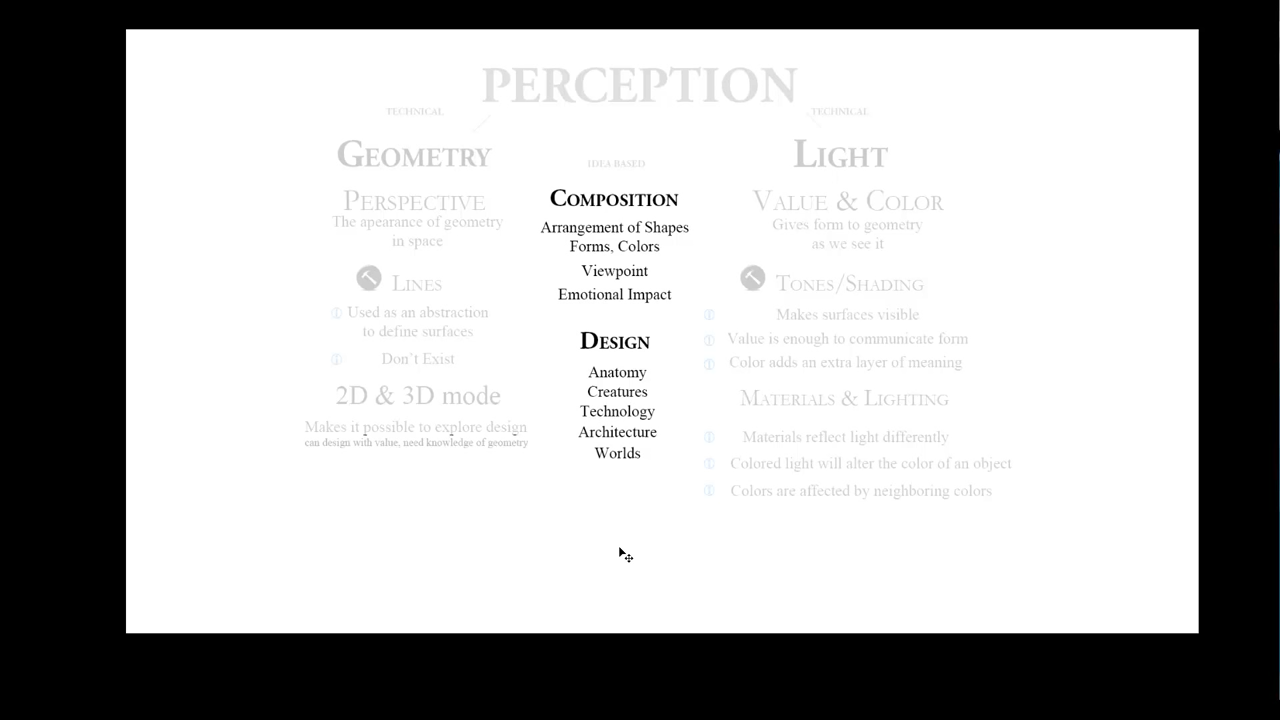 PERCEPTION
TECHNICAL
GEOMETRY
PERSPECTIVE
The apearance of geometry
in space
LINES
Used as an abstraction
to define surfaces
Don't Exist
2D & 3D mode
Makes it possible to explore design
can design with value, need knowledge of geometry
IDEA BASED
COMPOSITION
Arrangement of Shapes
Forms, Colors
Viewpoint
Emotional Impact
DESIGN
Anatomy
Creatures
Technology
Architecture
Worlds
TECHNICAL
LIGHT
VALUE & COLOR
Gives form to geometry
as we see it
TONES/SHADING
Makes surfaces visible
Value is enough to communicate form
Color adds an extra layer of meaning
MATERIALS & LIGHTING
Materials reflect light differently
Colored light will alter the color of an object
Colors are affected by neighboring colors